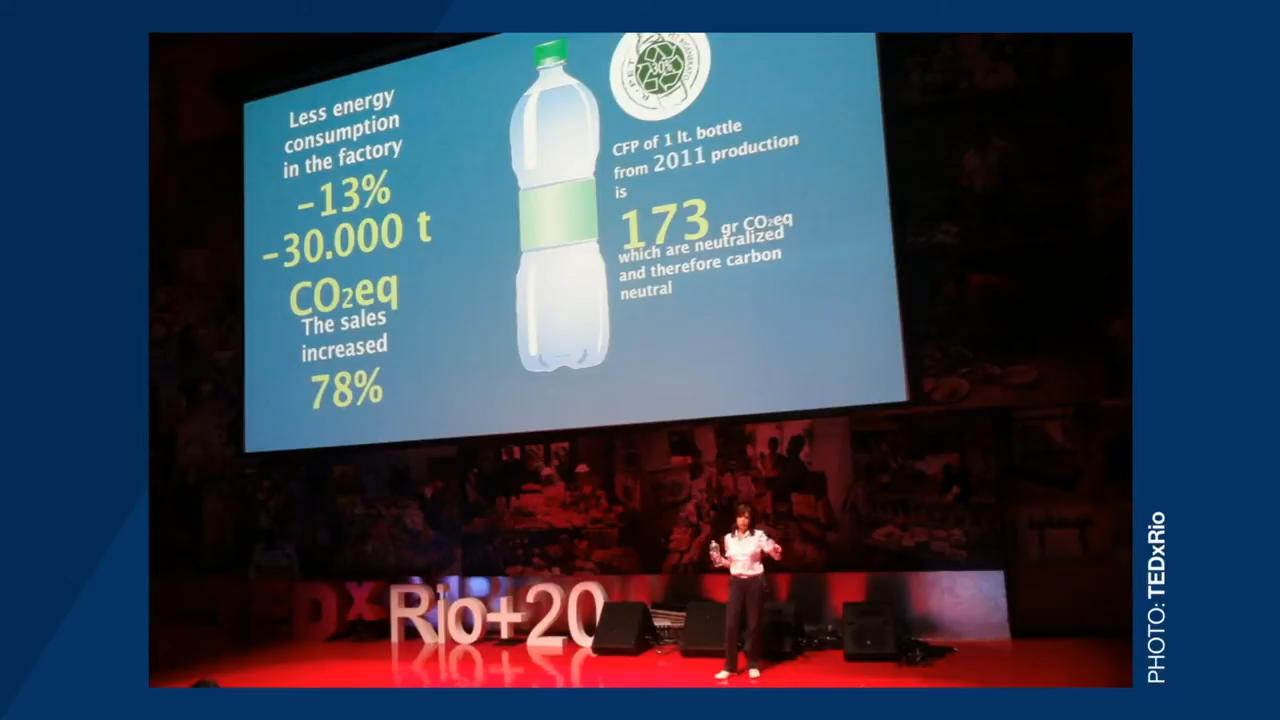 Less energy
consumption
in the factory
-13%
-30.000 t
CO₂eq
The sales
increased
78%
30%
R-PET
CFP of 1 lt. bottle
from 2011 production
is
173 gr CO₂eq
which are neutralized
and therefore carbon
neutral
TEDx Rio+20
PHOTO: TEDxRio